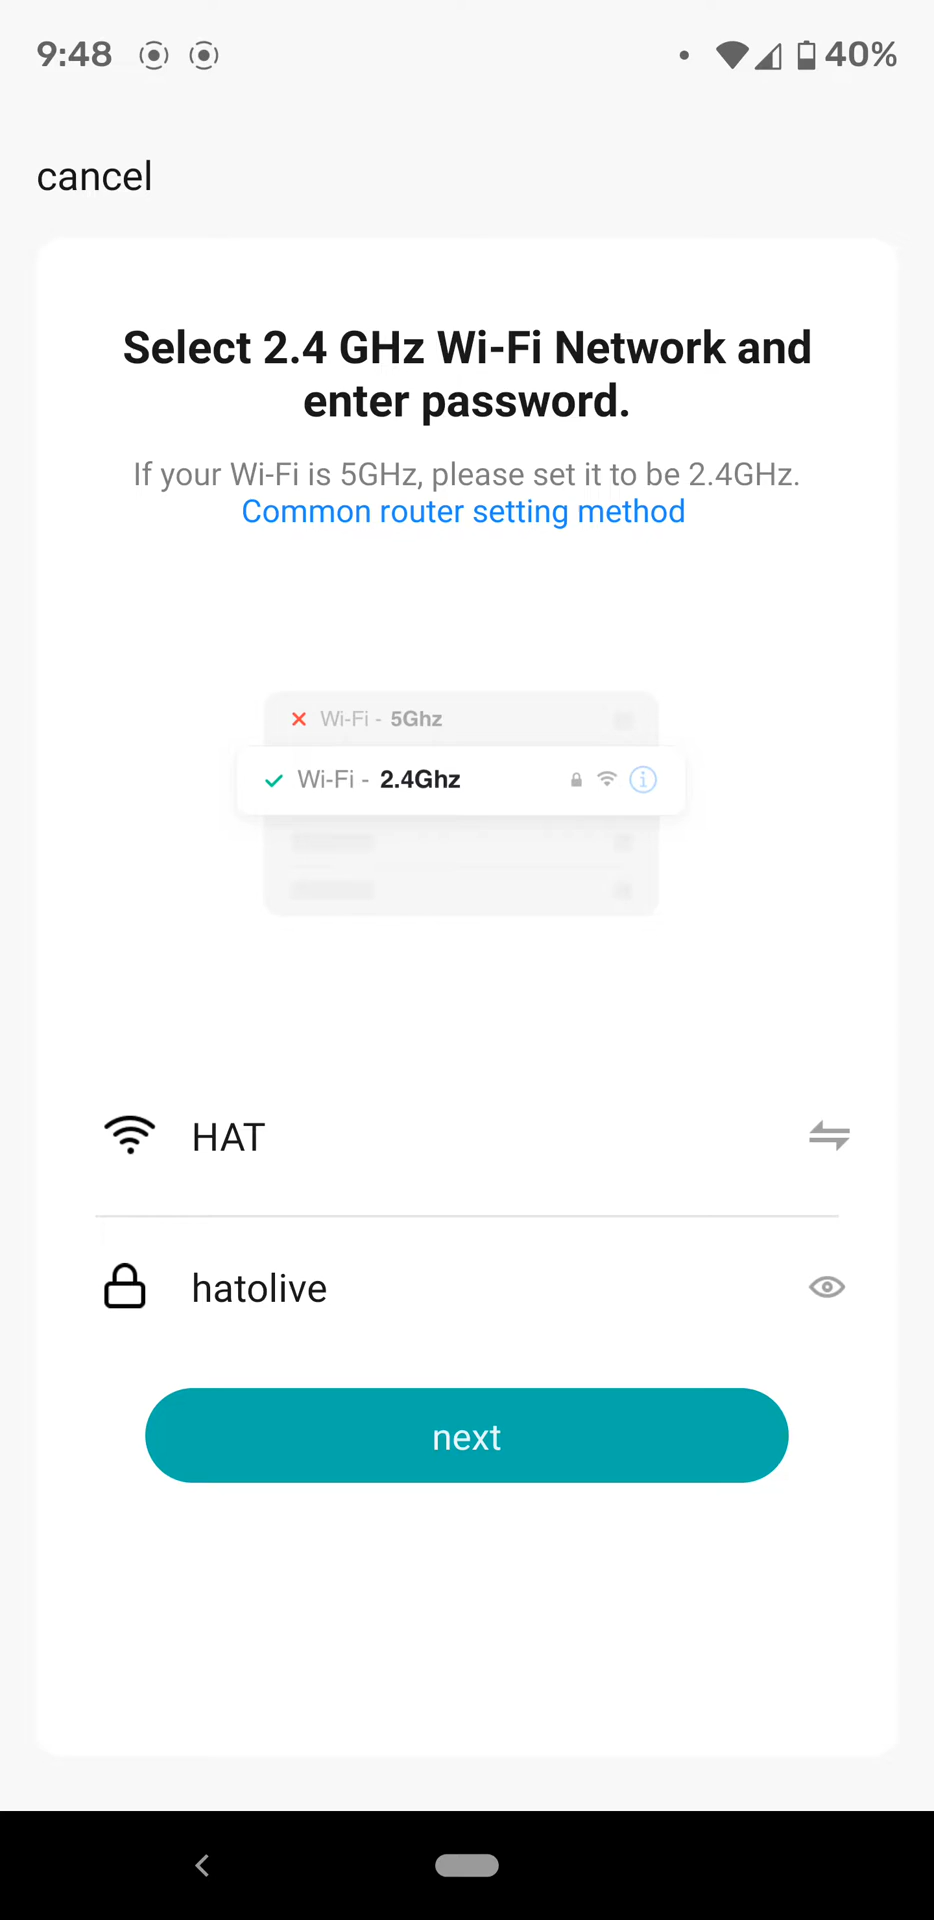 9:48 40%
cancel
Select 2.4 GHz Wi-Fi Network and
enter password.
If your Wi-Fi is 5GHz, please set it to be 2.4GHz.
Common router setting method
Wi-Fi - 5Ghz
Wi-Fi - 2.4Ghz
HAT
hatolive
next